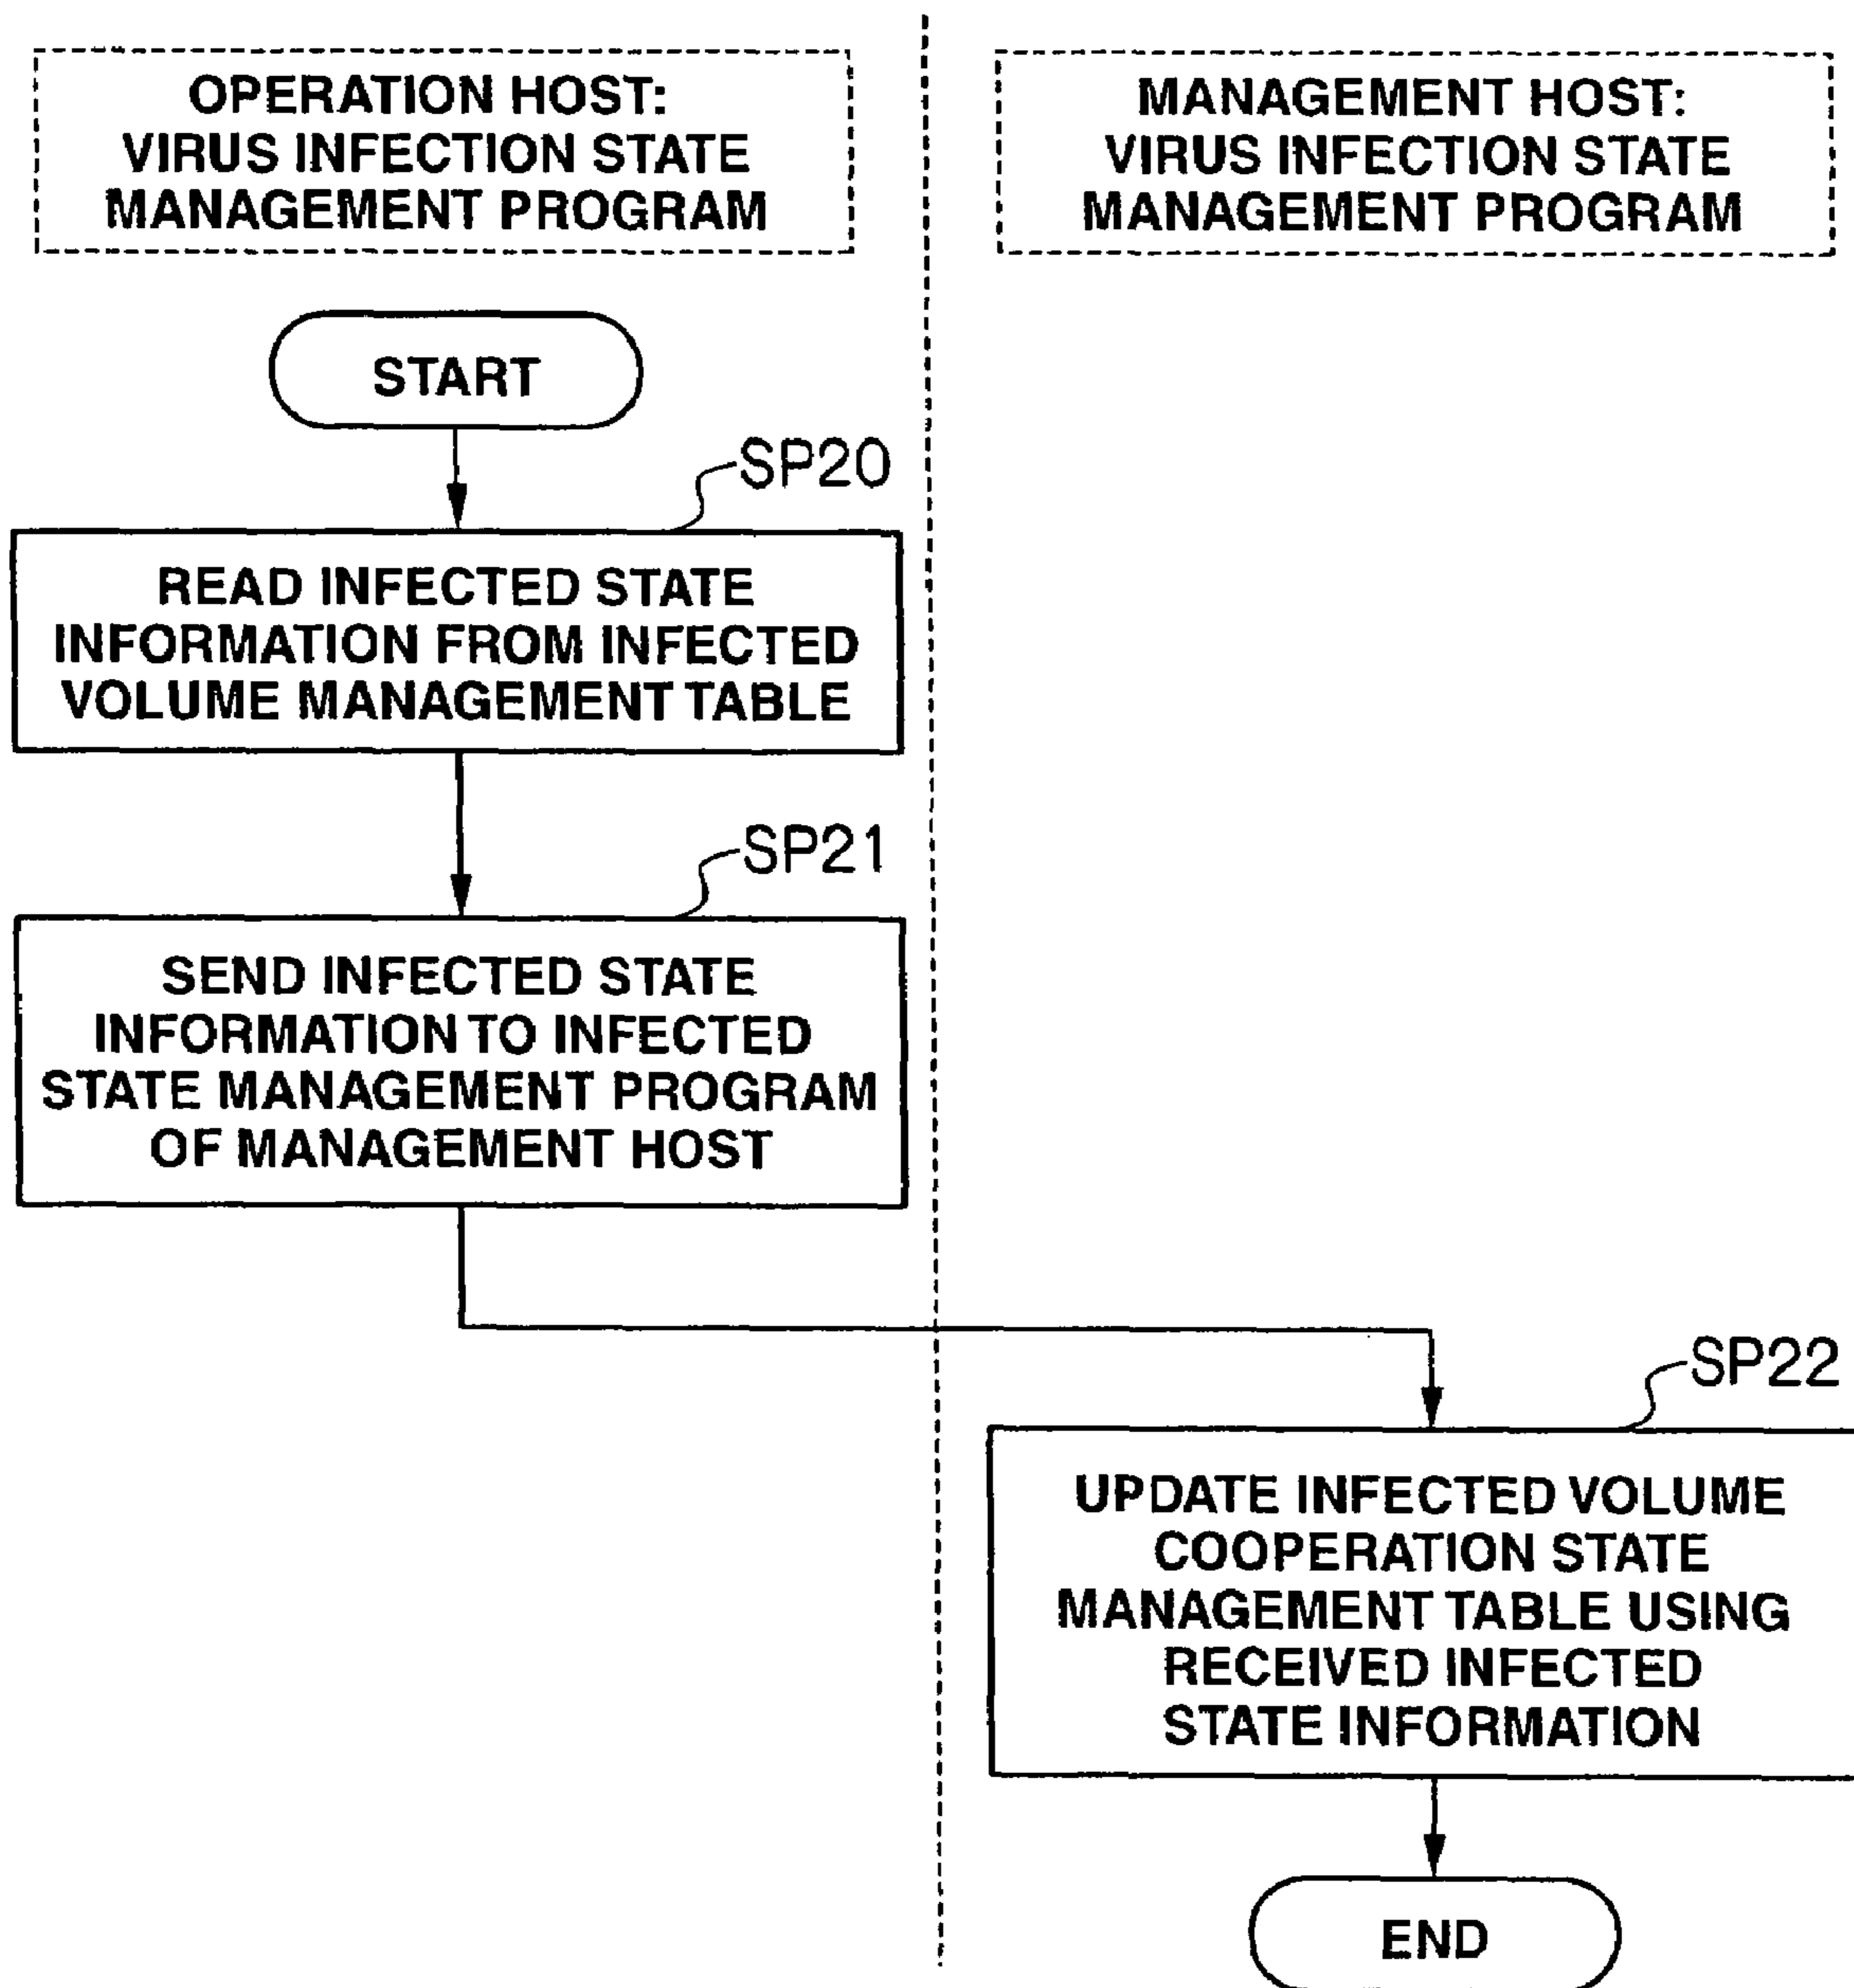 OPERATION HOST:
VIRUS INFECTION STATE
MANAGEMENT PROGRAM
MANAGEMENT HOST:
VIRUS INFECTION STATE
MANAGEMENT PROGRAM
START
SP20
READ INFECTED STATE
INFORMATION FROM INFECTED
VOLUME MANAGEMENT TABLE
SP21
SEND INFECTED STATE
INFORMATION TO INFECTED
STATE MANAGEMENT PROGRAM
OF MANAGEMENT HOST
SP22
UPDATE INFECTED VOLUME
COOPERATION STATE
MANAGEMENT TABLE USING
RECEIVED INFECTED
STATE INFORMATION
END